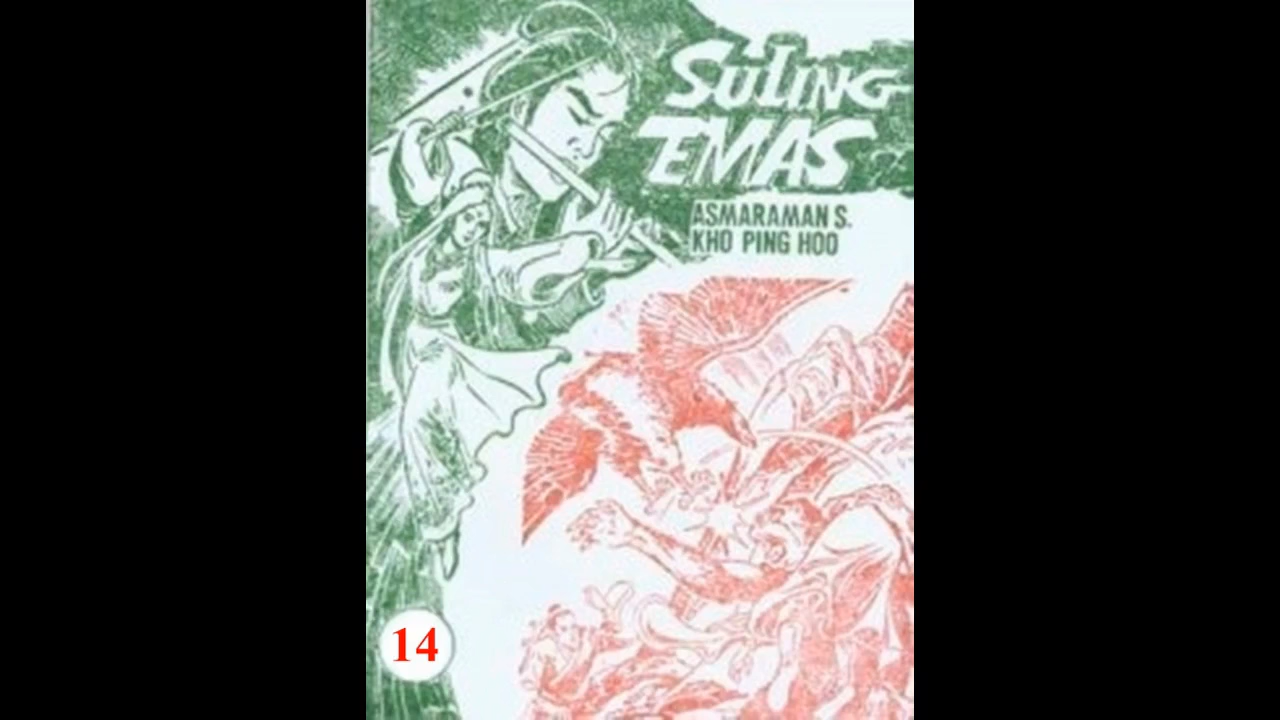 SULING
EMAS
ASMARAMAN S.
KHO PING HOO
14